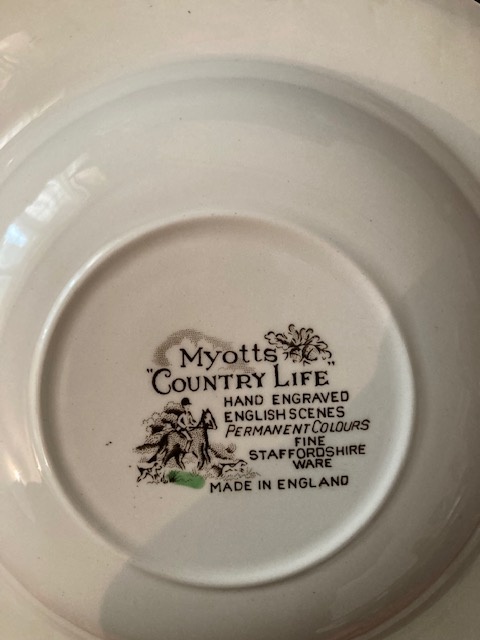 Myotts
"COUNTRY LIFE"
HAND ENGRAVED
ENGLISH SCENES
PERMANENT COLOURS
FINE
STAFFORDSHIRE
WARE
MADE IN ENGLAND